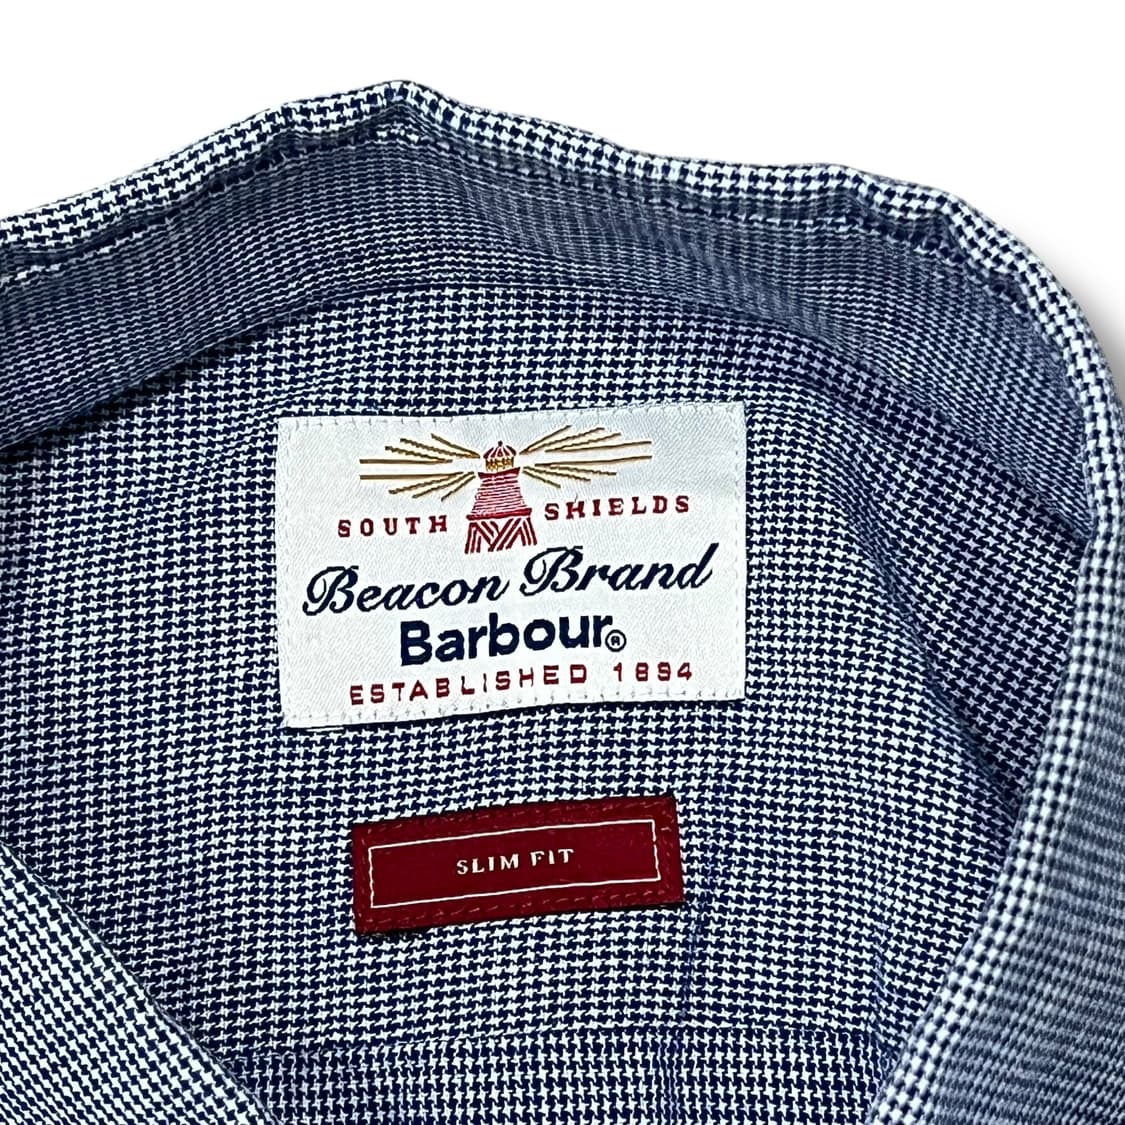 SOUTH SHIELDS
Beacon Brand
Barbour®
ESTABLISHED 1894
SLIM FIT